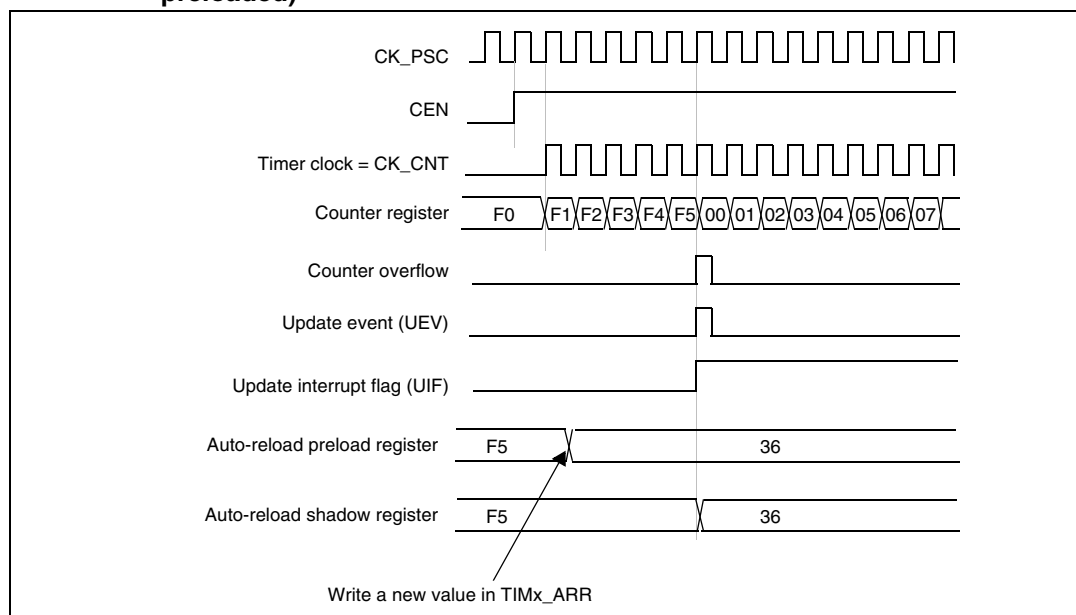 preloaded)
CK_PSC
CEN
Timer clock = CK_CNT
Counter register F0 F1 F2 F3 F4 F5 00 01 02 03 04 05 06 07
Counter overflow
Update event (UEV)
Update interrupt flag (UIF)
Auto-reload preload register F5 36
Auto-reload shadow register F5 36
Write a new value in TIMx_ARR